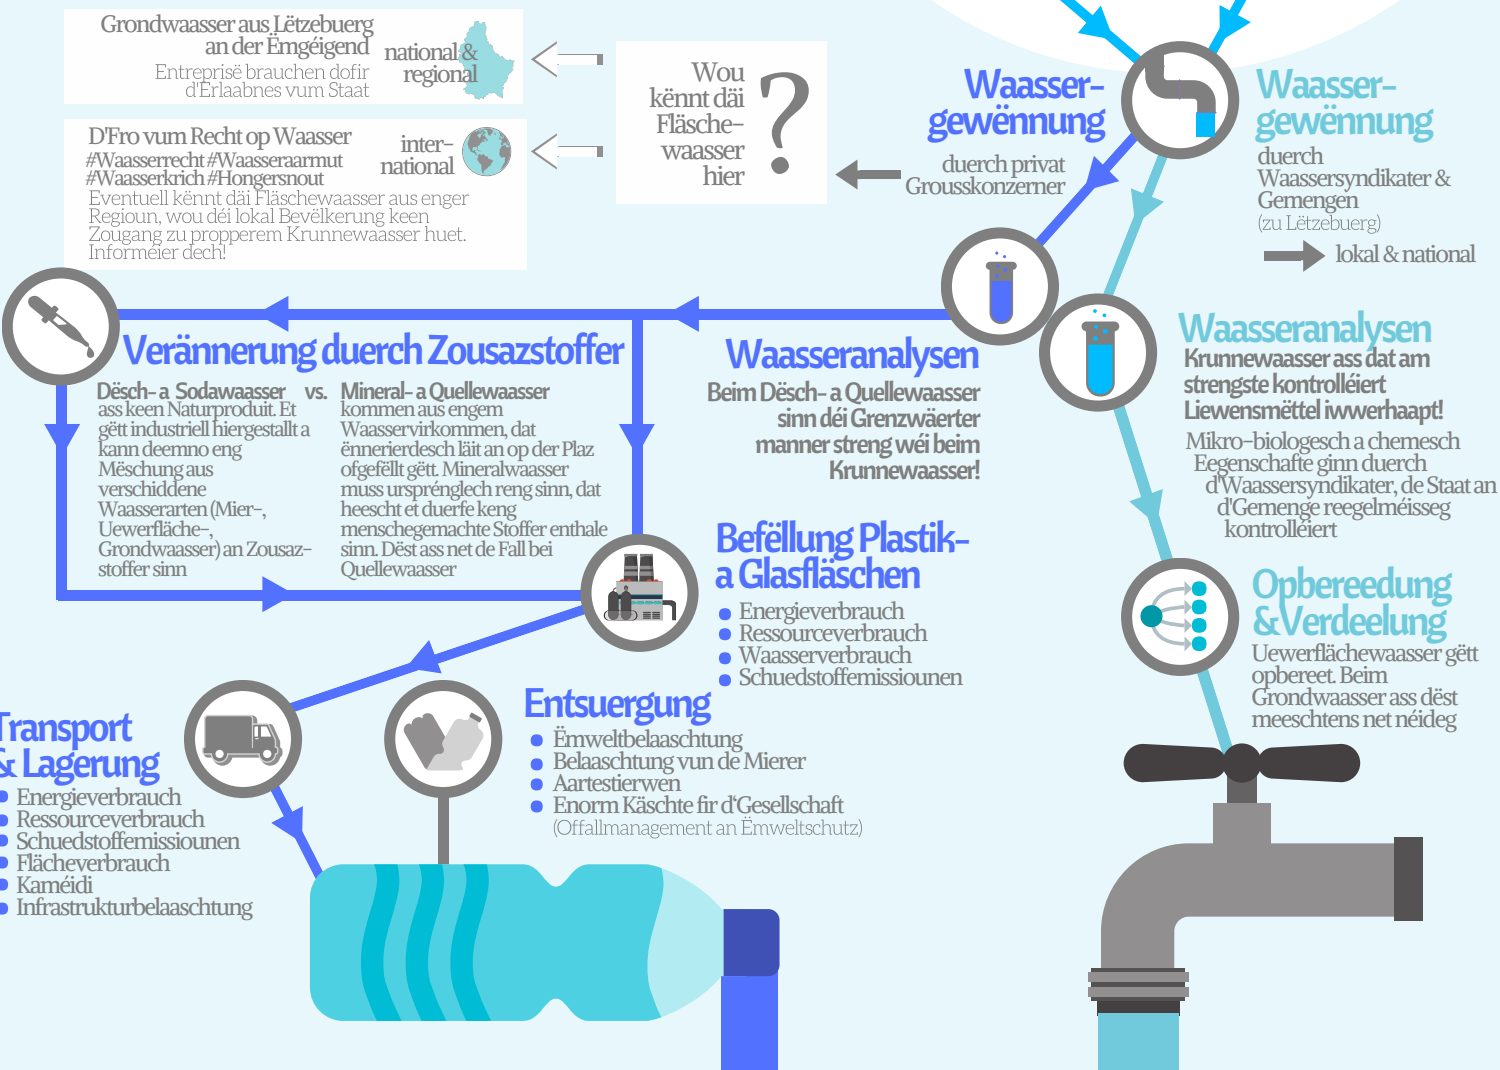 Grondwaasser aus Lëtzebuerg
an der Ëmgéigend
Entreprisë brauchen dofir
d'Erlaabnes vum Staat
national &
regional
D'Fro vum Recht op Waasser
#Waasserrecht #Waasseraarmut
#Waasserkrich #Hongersnout
Eventuell kënnt däi Fläschewaasser aus enger
Regioun, wou déi lokal Bevëlkerung keen
Zougang zu propperem Krunnewaasser huet.
Informéier dech!
inter-
national
Wou
kënnt däi
Fläsche-
waasser
hier
?
Waasser-
gewënnung
duerch privat
Grousskonzerner
Waasser-
gewënnung
duerch
Waassersyndikater &
Gemengen
(zu Lëtzebuerg)
lokal & national
Verännerung duerch Zousazstoffer
Dësch- a Sodawaasser vs.
ass keen Naturprodukt. Et
gëtt industriell hiergestallt a
kann deemno eng
Mëschung aus
verschiddene
Waasserarten (Mier-,
Uewerfläche-,
Grondwaasser) an Zousaz-
stoffer sinn
Mineral- a Quellewaasser
kommen aus engem
Waasservirkommen, dat
ënnerierdesch läit an op der Plaz
ofgefëllt gëtt. Mineralwaasser
muss ursprénglech reng sinn, dat
heescht et duerfe keng
menschegemachte Stoffer enthale
sinn. Dëst ass net de Fall bei
Quellewaasser
Waasseranalysen
Beim Dësch- a Quellewaasser
sinn déi Grenzwäerter
manner streng wéi beim
Krunnewaasser!
Waasseranalysen
Krunnewaasser ass dat am
strengste kontrolléiert
Liewensmëttel iwwerhaapt!
Mikro-biologesch a chemesch
Eegenschafte ginn duerch
d'Waassersyndikater, de Staat an
d'Gemenge reegelméisseg
kontrolléiert
Befëllung Plastik-
a Glasfläschen
Energieverbrauch
Ressourceverbrauch
Waasserverbrauch
Schuedstoffemissiounen
Opbereedung
&Verdeelung
Uewerflächewaasser gëtt
opbereet. Beim
Grondwaasser ass dëst
meeschtens net néideg
Transport
& Lagerung
Energieverbrauch
Ressourceverbrauch
Schuedstoffemissiounen
Flächeverbrauch
Kaméidi
Infrastrukturbelaaschtung
Entsuergung
Ëmweltbelaaschtung
Belaaschtung vun de Mierer
Aartestierwen
Enorm Käschte fir d'Gesellschaft
(Offallmanagement an Ëmweltschutz)